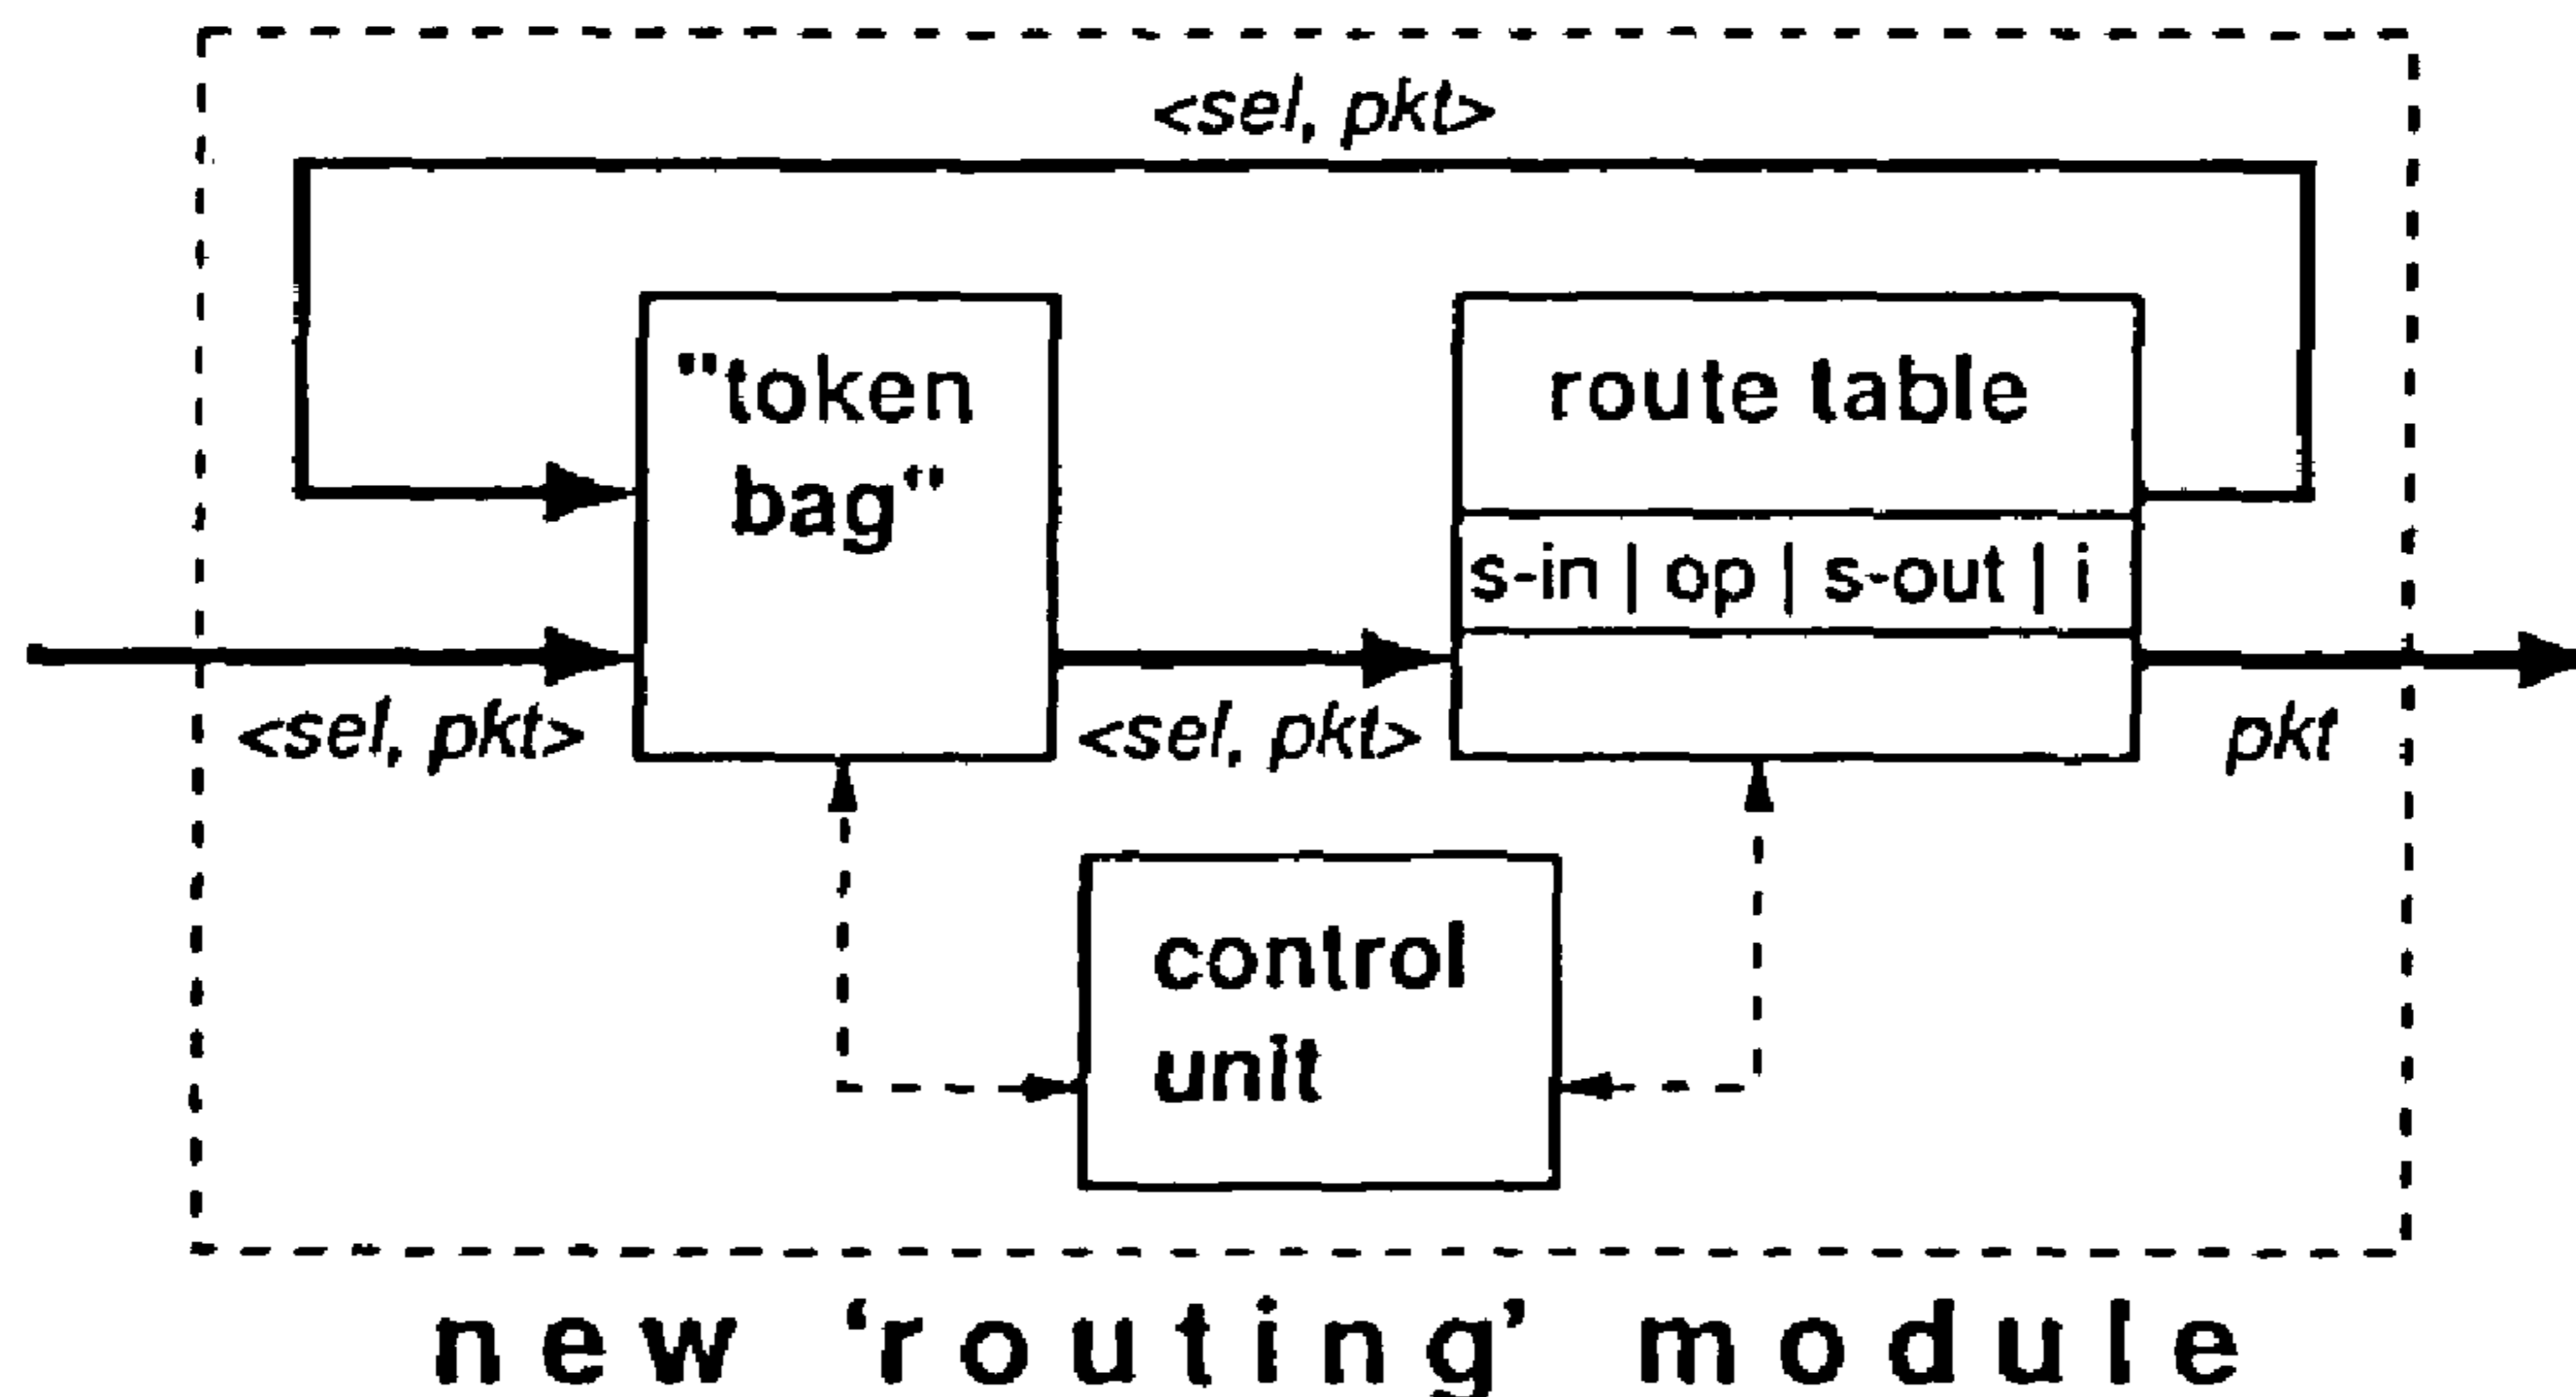 <sel, pkt>
"token
bag"
route table
s-in | op | s-out | i
<sel, pkt>
<sel, pkt>
pkt
control
unit
new ‘routing’ module